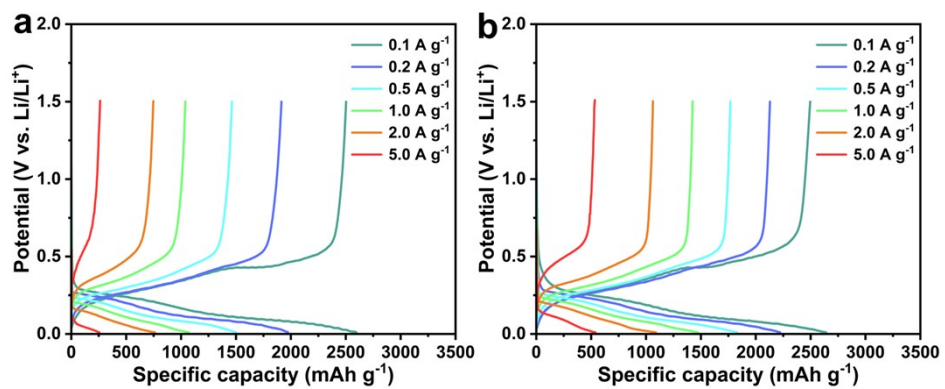 a
2.0
1.5
1.0
0.5
0.0
Potential (V vs. Li/Li⁺)
0.1 A g⁻¹
0.2 A g⁻¹
0.5 A g⁻¹
1.0 A g⁻¹
2.0 A g⁻¹
5.0 A g⁻¹
0 500 1000 1500 2000 2500 3000 3500
Specific capacity (mAh g⁻¹)
b
2.0
1.5
1.0
0.5
0.0
Potential (V vs. Li/Li⁺)
0.1 A g⁻¹
0.2 A g⁻¹
0.5 A g⁻¹
1.0 A g⁻¹
2.0 A g⁻¹
5.0 A g⁻¹
0 500 1000 1500 2000 2500 3000 3500
Specific capacity (mAh g⁻¹)